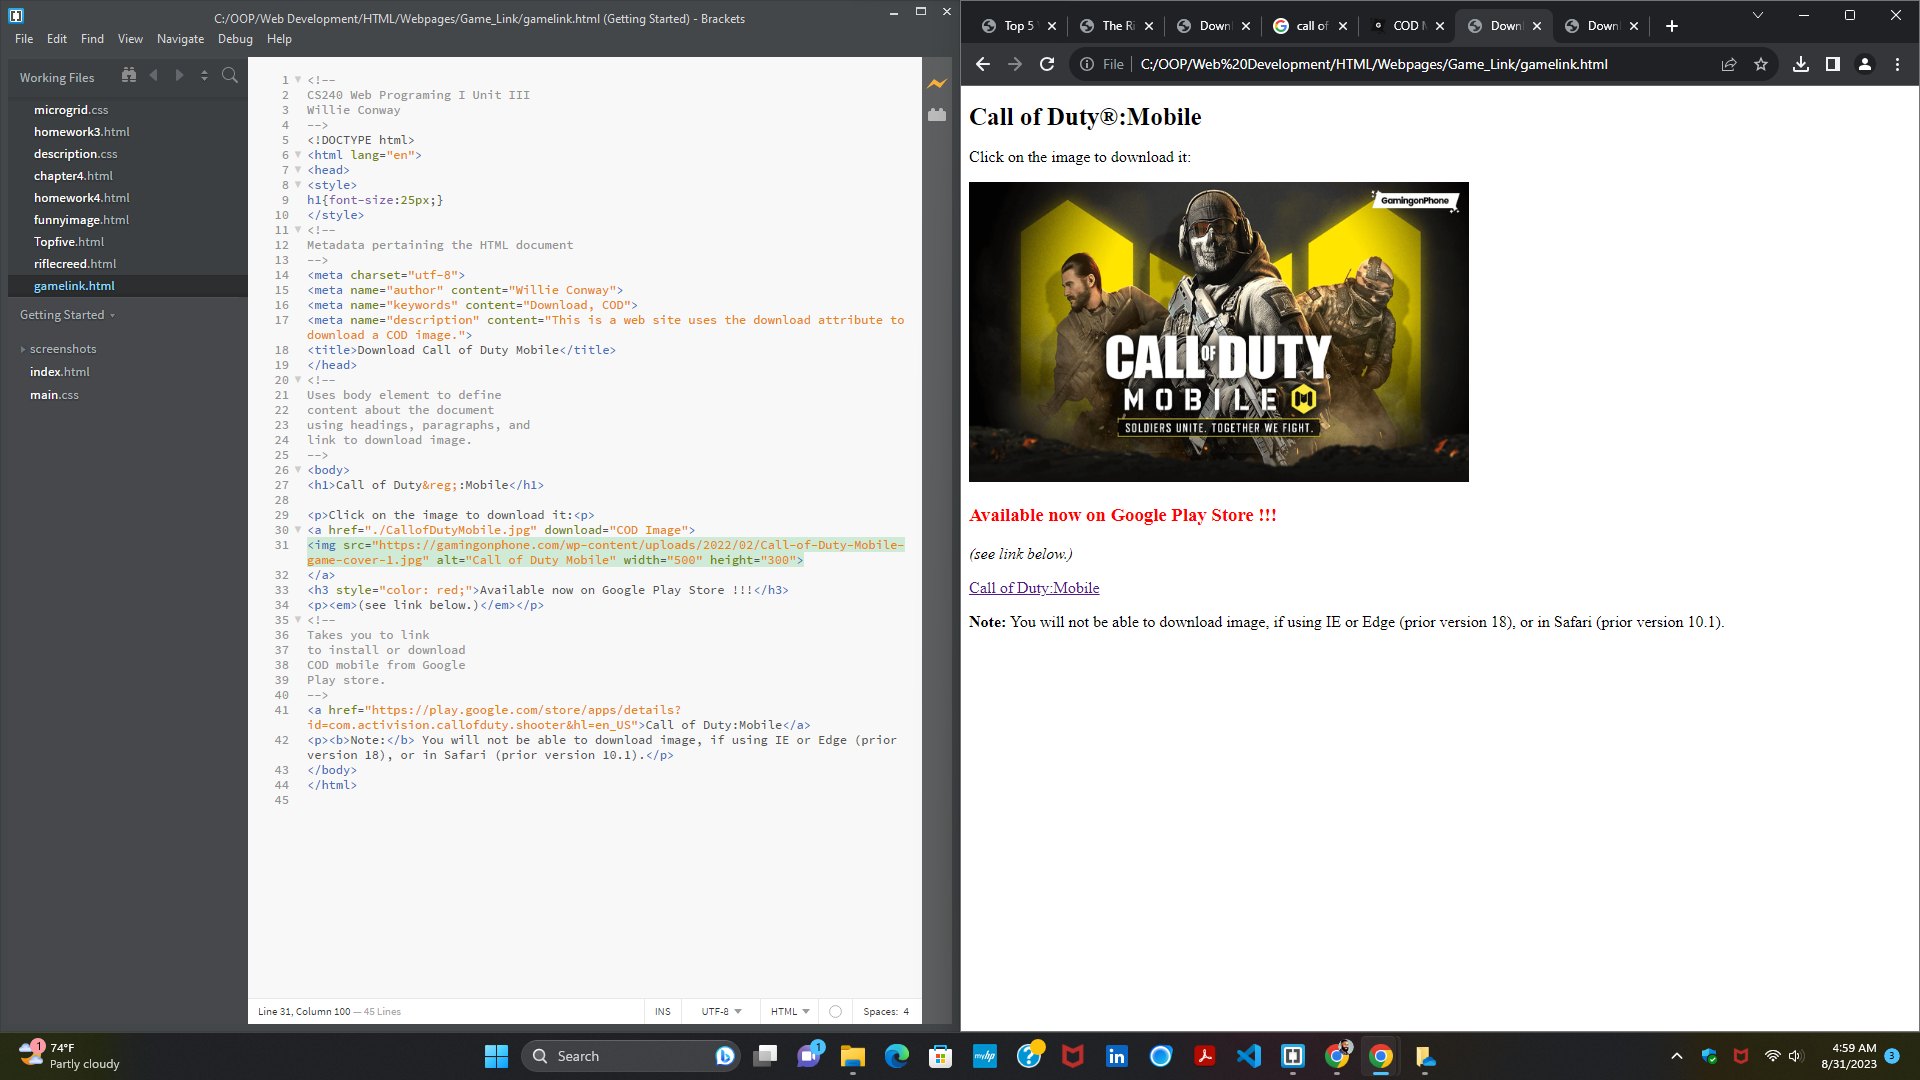 C:/OOP/Web Development/HTML/Webpages/Game_Link/gamelink.html (Getting Started) - Brackets
File Edit Find View Navigate Debug Help
Working Files
microgrid.css
homework3.html
description.css
chapter4.html
homework4.html
funnyimage.html
Topfive.html
riflecreed.html
gamelink.html
Getting Started
screenshots
index.html
main.css
1 <!--
2 CS240 Web Programing I Unit III
3 Willie Conway
4 -->
5 <!DOCTYPE html>
6 <html lang="en">
7 <head>
8 <style>
9 h1{font-size:25px;}
10 </style>
11 <!--
12 Metadata pertaining the HTML document
13 -->
14 <meta charset="utf-8">
15 <meta name="author" content="Willie Conway">
16 <meta name="keywords" content="Download, COD">
17 <meta name="description" content="This is a web site uses the download attribute to
download a COD image.">
18 <title>Download Call of Duty Mobile</title>
19 </head>
20 <!--
21 Uses body element to define
22 content about the document
23 using headings, paragraphs, and
24 link to download image.
25 -->
26 <body>
27 <h1>Call of Duty&reg;:Mobile</h1>
28
29 <p>Click on the image to download it:<p>
30 <a href="./CallofDutyMobile.jpg" download="COD Image">
31 <img src="https://gamingonphone.com/wp-content/uploads/2022/02/Call-of-Duty-Mobile-
game-cover-1.jpg" alt="Call of Duty Mobile" width="500" height="300">
32 </a>
33 <h3 style="color: red;">Available now on Google Play Store !!!</h3>
34 <p><em>(see link below.)</em></p>
35 <!--
36 Takes you to link
37 to install or download
38 COD mobile from Google
39 Play store.
40 -->
41 <a href="https://play.google.com/store/apps/details?
id=com.activision.callofduty.shooter&hl=en_US">Call of Duty:Mobile</a>
42 <p><b>Note:</b> You will not be able to download image, if using IE or Edge (prior
version 18), or in Safari (prior version 10.1).</p>
43 </body>
44 </html>
45
Line 31, Column 100 — 45 Lines INS UTF-8 HTML Spaces: 4
Top 5 The Ri Down call of COD Down Down
File C:/OOP/Web%20Development/HTML/Webpages/Game_Link/gamelink.html
Call of Duty®:Mobile
Click on the image to download it:
GamingonPhone
CALL OF DUTY
MOBILE
SOLDIERS UNITE. TOGETHER WE FIGHT.
Available now on Google Play Store !!!
(see link below.)
Call of Duty:Mobile
Note: You will not be able to download image, if using IE or Edge (prior version 18), or in Safari (prior version 10.1).
1 74°F
Partly cloudy
Search
1
myhp
4:59 AM
8/31/2023
3